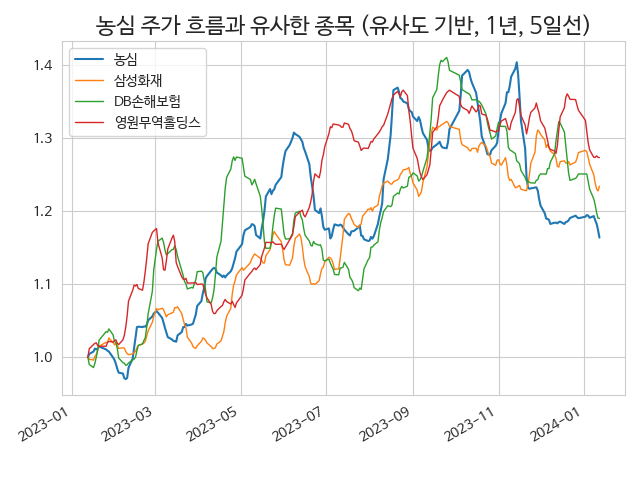 농심 주가 흐름과 유사한 종목 (유사도 기반, 1년, 5일선)
농심
삼성화재
DB손해보험
영원무역홀딩스
1.4
1.3
1.2
1.1
1.0
2023-01
2023-03
2023-05
2023-07
2023-09
2023-11
2024-01